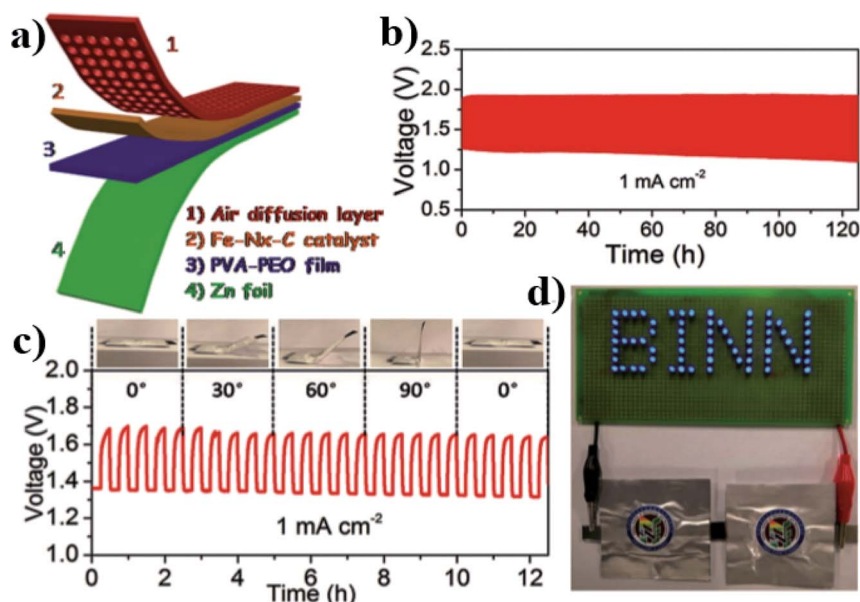 a)
1
2
3
4
1) Air diffusion layer
2) Fe-Nx-C catalyst
3) PVA-PEO film
4) Zn foil
b)
Voltage (V)
2.5
2.0
1.5
1.0
0.5
1 mA cm-2
0 20 40 60 80 100 120
Time (h)
c)
Voltage (V)
2.0
1.8
1.6
1.4
1.2
1.0
0° 30° 60° 90° 0°
1 mA cm-2
0 2 4 6 8 10 12
Time (h)
d)
BINN